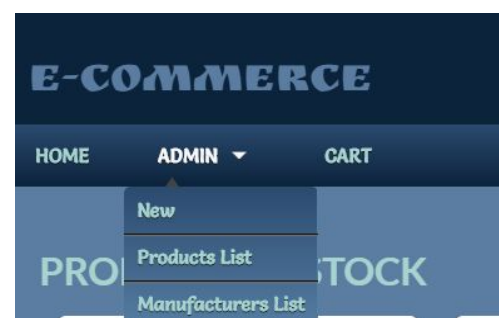 E-COMMERCE
HOME ADMIN CART
New
Products List
PRO STOCK
Manufacturers List